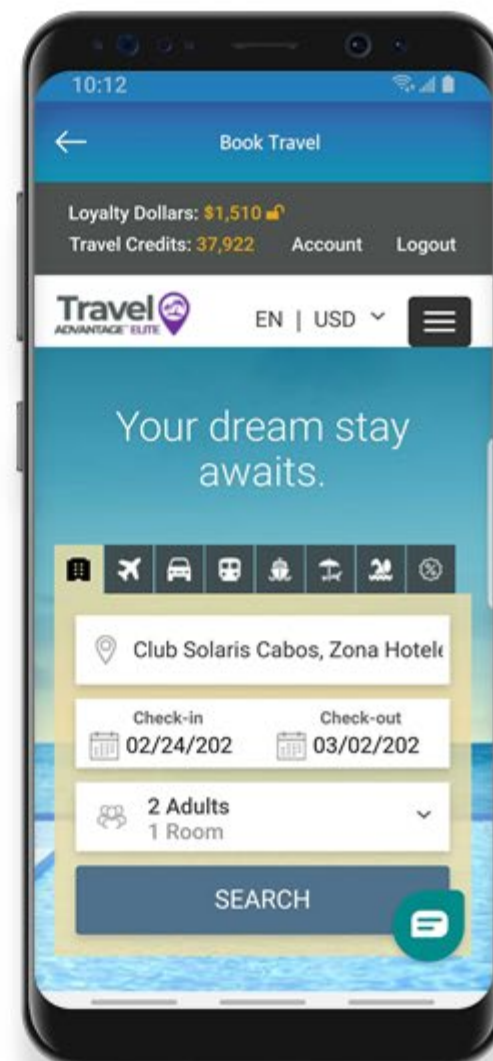 10:12
Book Travel
Loyalty Dollars: $1,510
Travel Credits: 37,922 Account Logout
Travel
ADVANTAGE™ ELITE
EN | USD
Your dream stay
awaits.
Club Solaris Cabos, Zona Hotele
Check-in Check-out
02/24/202 03/02/202
2 Adults
1 Room
SEARCH